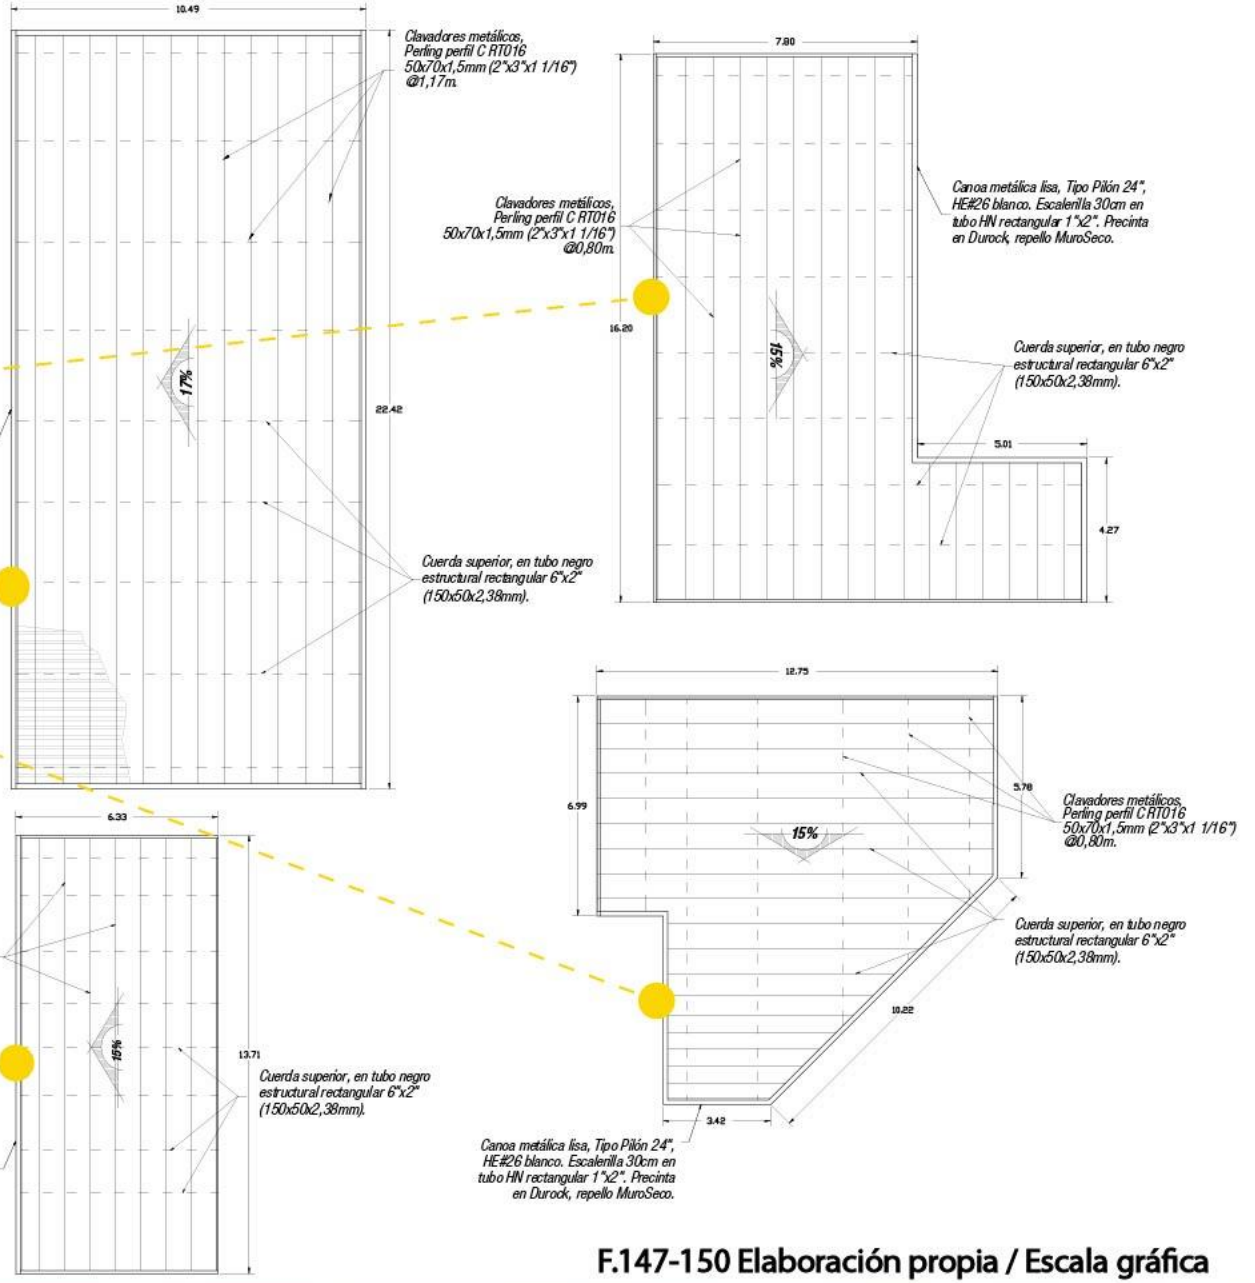 10.49
Clavadores metálicos,
Perling perfil C RT016
50x70x1,5mm (2"x3"x1 1/16")
@1,17m.
17%
22.42
Cuerda superior, en tubo negro
estructural rectangular 6"x2"
(150x50x2,38mm).
7.80
Clavadores metálicos,
Perling perfil C RT016
50x70x1,5mm (2"x3"x1 1/16")
@0,80m.
16.20
15%
Canoa metálica lisa, Tipo Pilón 24",
HE#26 blanco. Escalerilla 30cm en
tubo HN rectangular 1"x2". Precinta
en Durock, repello MuroSeco.
Cuerda superior, en tubo negro
estructural rectangular 6"x2"
(150x50x2,38mm).
5.01
4.27
6.33
15%
13.71
Cuerda superior, en tubo negro
estructural rectangular 6"x2"
(150x50x2,38mm).
12.75
6.99
15%
5.78
Clavadores metálicos,
Perling perfil C RT016
50x70x1,5mm (2"x3"x1 1/16")
@0,80m.
Cuerda superior, en tubo negro
estructural rectangular 6"x2"
(150x50x2,38mm).
10.22
3.42
Canoa metálica lisa, Tipo Pilón 24",
HE#26 blanco. Escalerilla 30cm en
tubo HN rectangular 1"x2". Precinta
en Durock, repello MuroSeco.
F.147-150 Elaboración propia / Escala gráfica